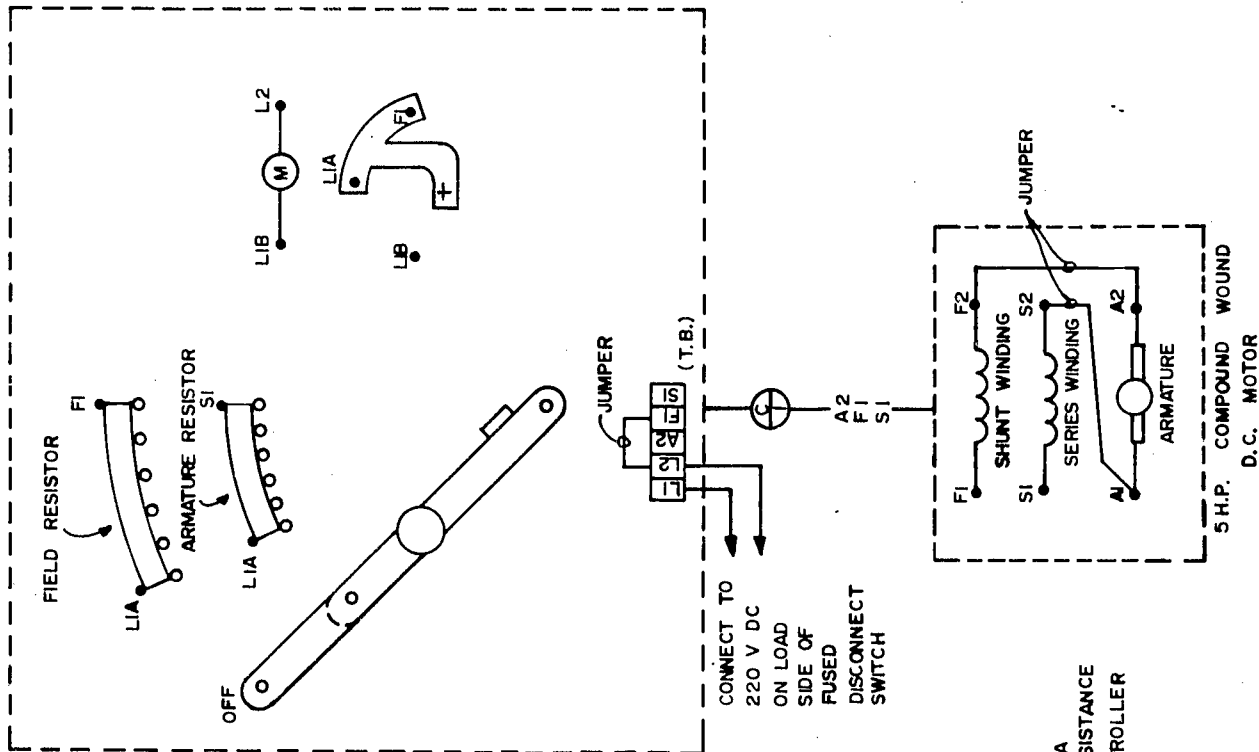 FIELD RESISTOR
F1
L1A
ARMATURE RESISTOR
S1
L1A
L1B
M
L2
L1A
F1
L1B
+
OFF
JUMPER
L1 L2 A2 F1 S1
(T.B.)
CONNECT TO
220 V DC
ON LOAD
SIDE OF
FUSED
DISCONNECT
SWITCH
C
A2
F1
S1
JUMPER
F1
F2
SHUNT WINDING
S1
S2
SERIES WINDING
A1
A2
ARMATURE
5 H.P. COMPOUND WOUND
D.C. MOTOR
A
SISTANCE
ROLLER